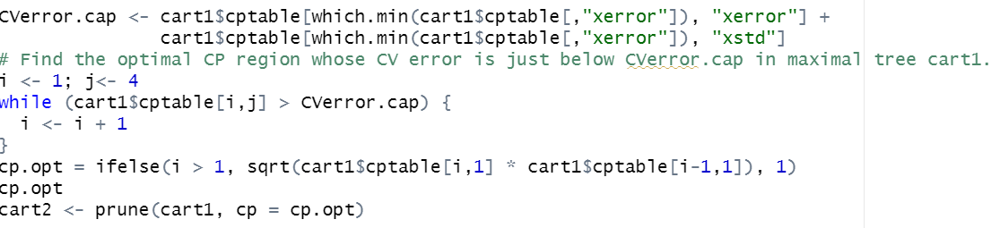 CVerror.cap <- cart1$cptable[which.min(cart1$cptable[,"xerror"]), "xerror"] +
cart1$cptable[which.min(cart1$cptable[,"xerror"]), "xstd"]
# Find the optimal CP region whose CV error is just below CVerror.cap in maximal tree cart1.
i <- 1; j<- 4
while (cart1$cptable[i,j] > CVerror.cap) {
i <- i + 1
}
cp.opt = ifelse(i > 1, sqrt(cart1$cptable[i,1] * cart1$cptable[i-1,1]), 1)
cp.opt
cart2 <- prune(cart1, cp = cp.opt)